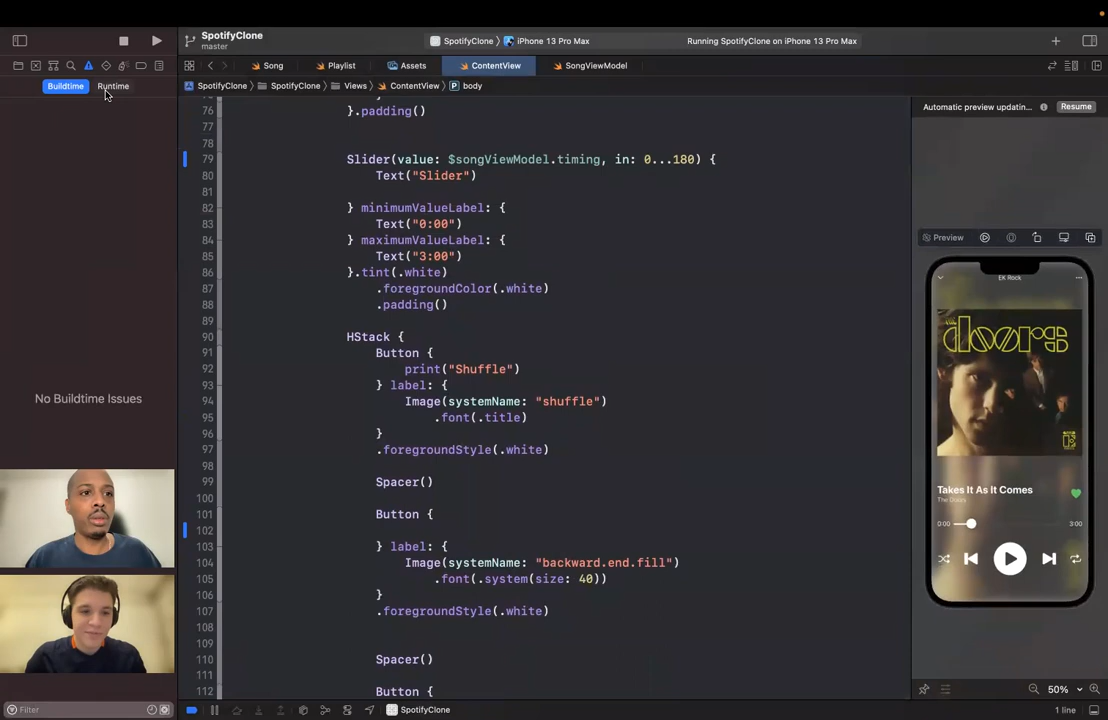 SpotifyClone
master
SpotifyClone
iPhone 13 Pro Max
Running SpotifyClone on iPhone 13 Pro Max
Song
Playlist
Assets
ContentView
SongViewModel
Buildtime
Runtime
SpotifyClone
SpotifyClone
Views
ContentView
P
body
Automatic preview updatin...
Resume
76
}.padding()
77
78
79
Slider(value: $songViewModel.timing, in: 0...180) {
80
Text("Slider")
81
82
} minimumValueLabel: {
83
Text("0:00")
84
} maximumValueLabel: {
85
Text("3:00")
86
}.tint(.white)
87
.foregroundColor(.white)
88
.padding()
89
90
HStack {
91
Button {
92
print("Shuffle")
93
} label: {
94
Image(systemName: "shuffle")
95
.font(.title)
96
}
97
.foregroundStyle(.white)
98
99
Spacer()
100
101
Button {
102
103
} label: {
104
Image(systemName: "backward.end.fill")
105
.font(.system(size: 40))
106
}
107
.foregroundStyle(.white)
108
109
110
Spacer()
111
112
Button {
No Buildtime Issues
Preview
EK Rock
the doors
Takes It As It Comes
The Doors
0:00
3:00
Filter
SpotifyClone
50%
1 line